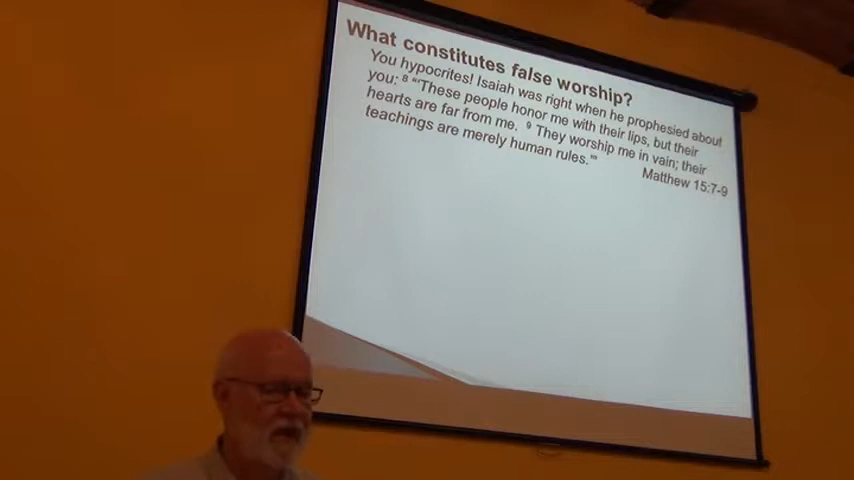 What constitutes false worship?
You hypocrites! Isaiah was right when he prophesied about
you: 8 “‘These people honor me with their lips, but their
hearts are far from me. 9 They worship me in vain; their
teachings are merely human rules.’”
Matthew 15:7-9